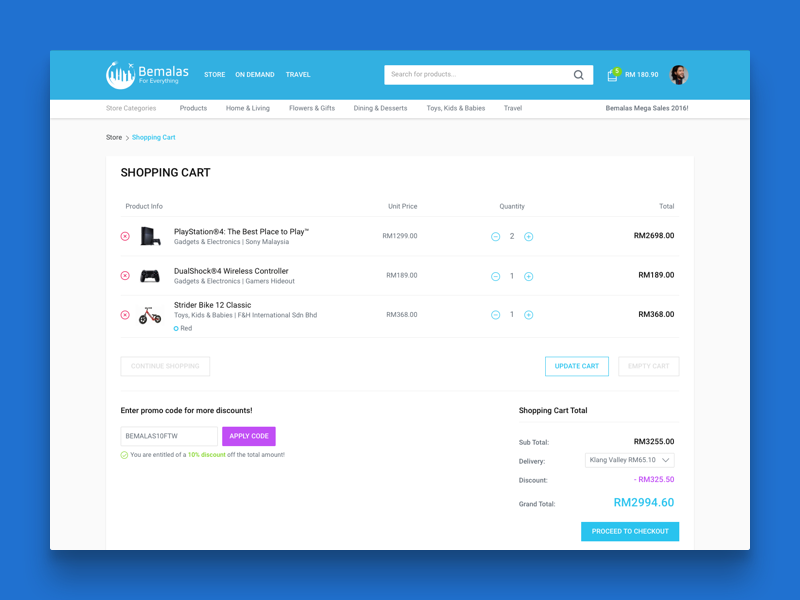 Bemalas
For Everything
STORE ON DEMAND TRAVEL
Search for products...
5
RM 180.90
Store Categories Products Home & Living Flowers & Gifts Dining & Desserts Toys, Kids & Babies Travel Bemalas Mega Sales 2016!
Store > Shopping Cart
SHOPPING CART
Product Info Unit Price Quantity Total
PlayStation®4: The Best Place to Play™
Gadgets & Electronics | Sony Malaysia
RM1299.00 2 RM2698.00
DualShock®4 Wireless Controller
Gadgets & Electronics | Gamers Hideout
RM189.00 1 RM189.00
Strider Bike 12 Classic
Toys, Kids & Babies | F&H International Sdn Bhd
Red
RM368.00 1 RM368.00
CONTINUE SHOPPING UPDATE CART EMPTY CART
Enter promo code for more discounts!
BEMALAS10FTW APPLY CODE
You are entitled of a 10% discount off the total amount!
Shopping Cart Total
Sub Total: RM3255.00
Delivery: Klang Valley RM65.10
Discount: - RM325.50
Grand Total: RM2994.60
PROCEED TO CHECKOUT